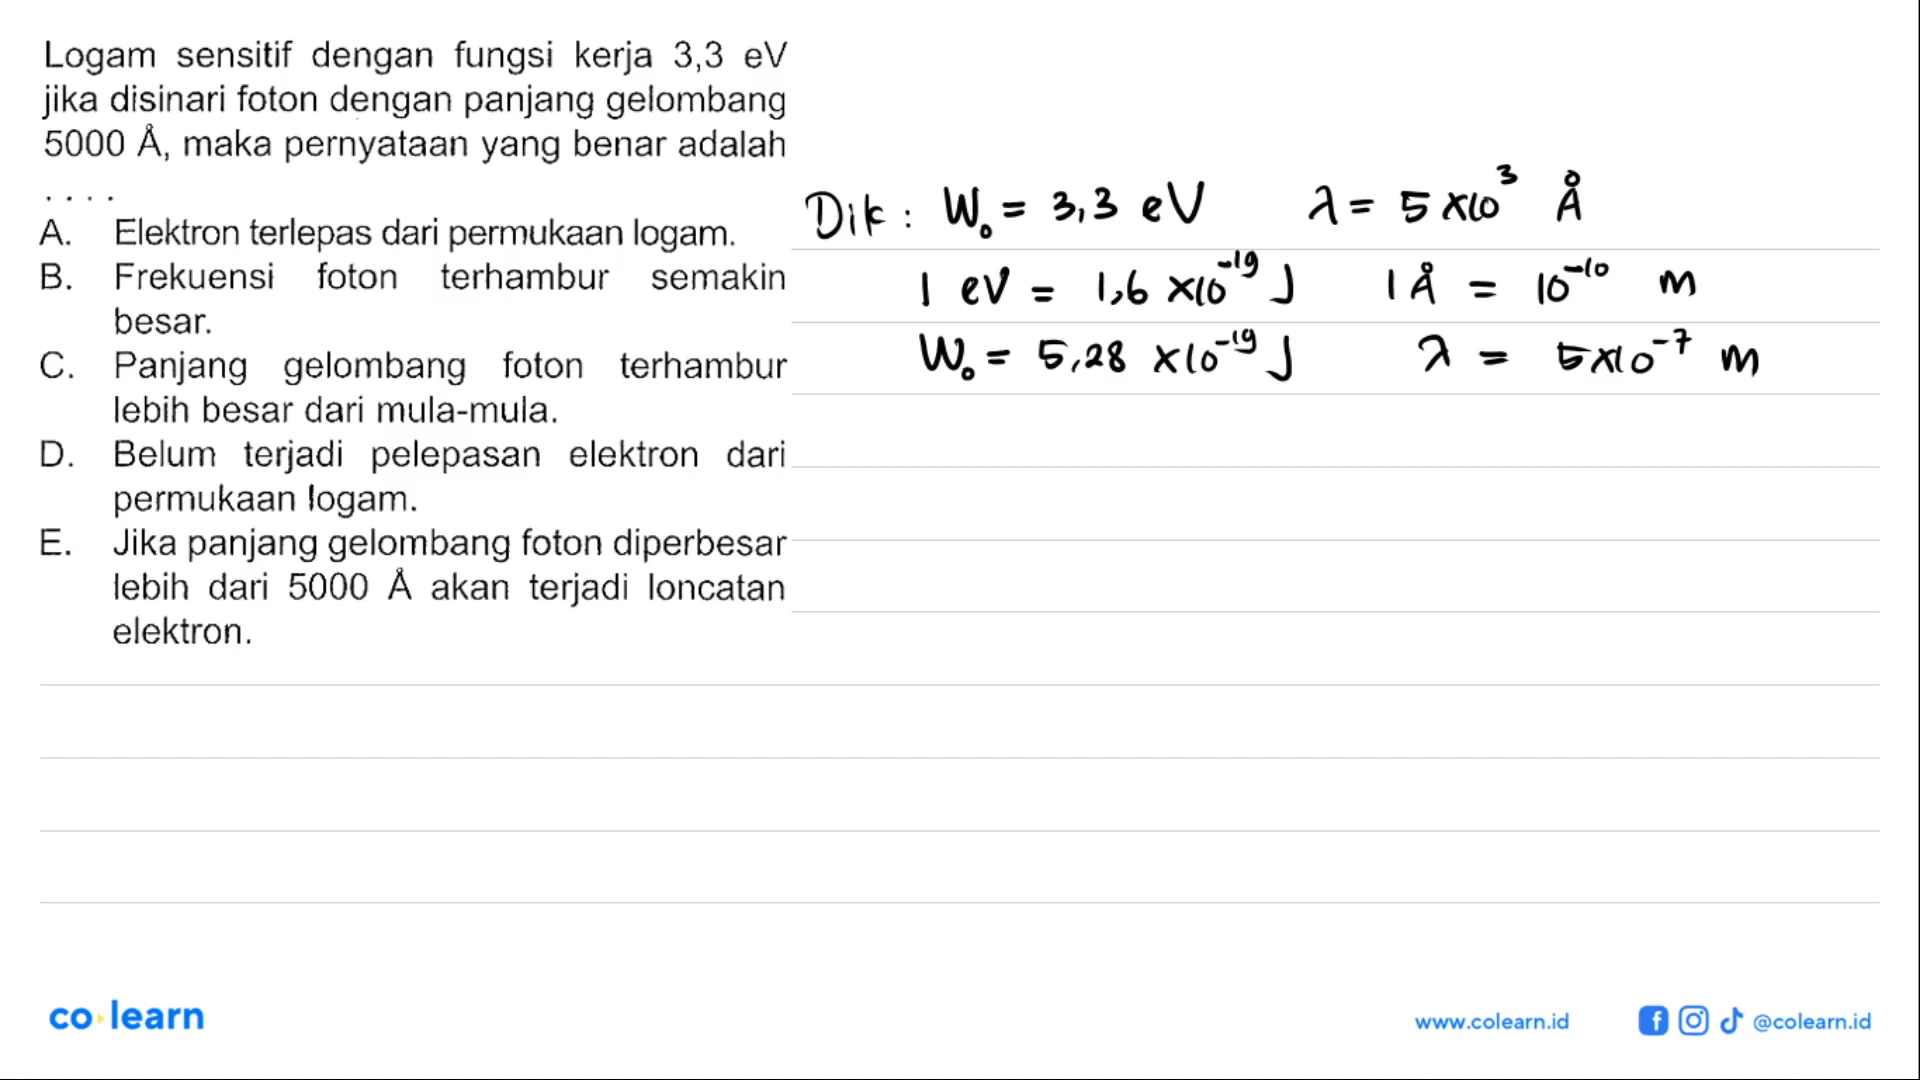 Logam sensitif dengan fungsi kerja 3,3 eV
jika disinari foton dengan panjang gelombang
5000 Å, maka pernyataan yang benar adalah
. . . .
A. Elektron terlepas dari permukaan logam.
B. Frekuensi foton terhambur semakin
besar.
C. Panjang gelombang foton terhambur
lebih besar dari mula-mula.
D. Belum terjadi pelepasan elektron dari
permukaan logam.
E. Jika panjang gelombang foton diperbesar
lebih dari 5000 Å akan terjadi loncatan
elektron.
Dik : W₀ = 3,3 eV λ = 5 x10³ Å
1 eV = 1,6 x10⁻¹⁹ J 1 Å = 10⁻¹⁰ m
W₀ = 5,28 x10⁻¹⁹ J λ = 5x10⁻⁷ m
co learn
www.colearn.id
@colearn.id